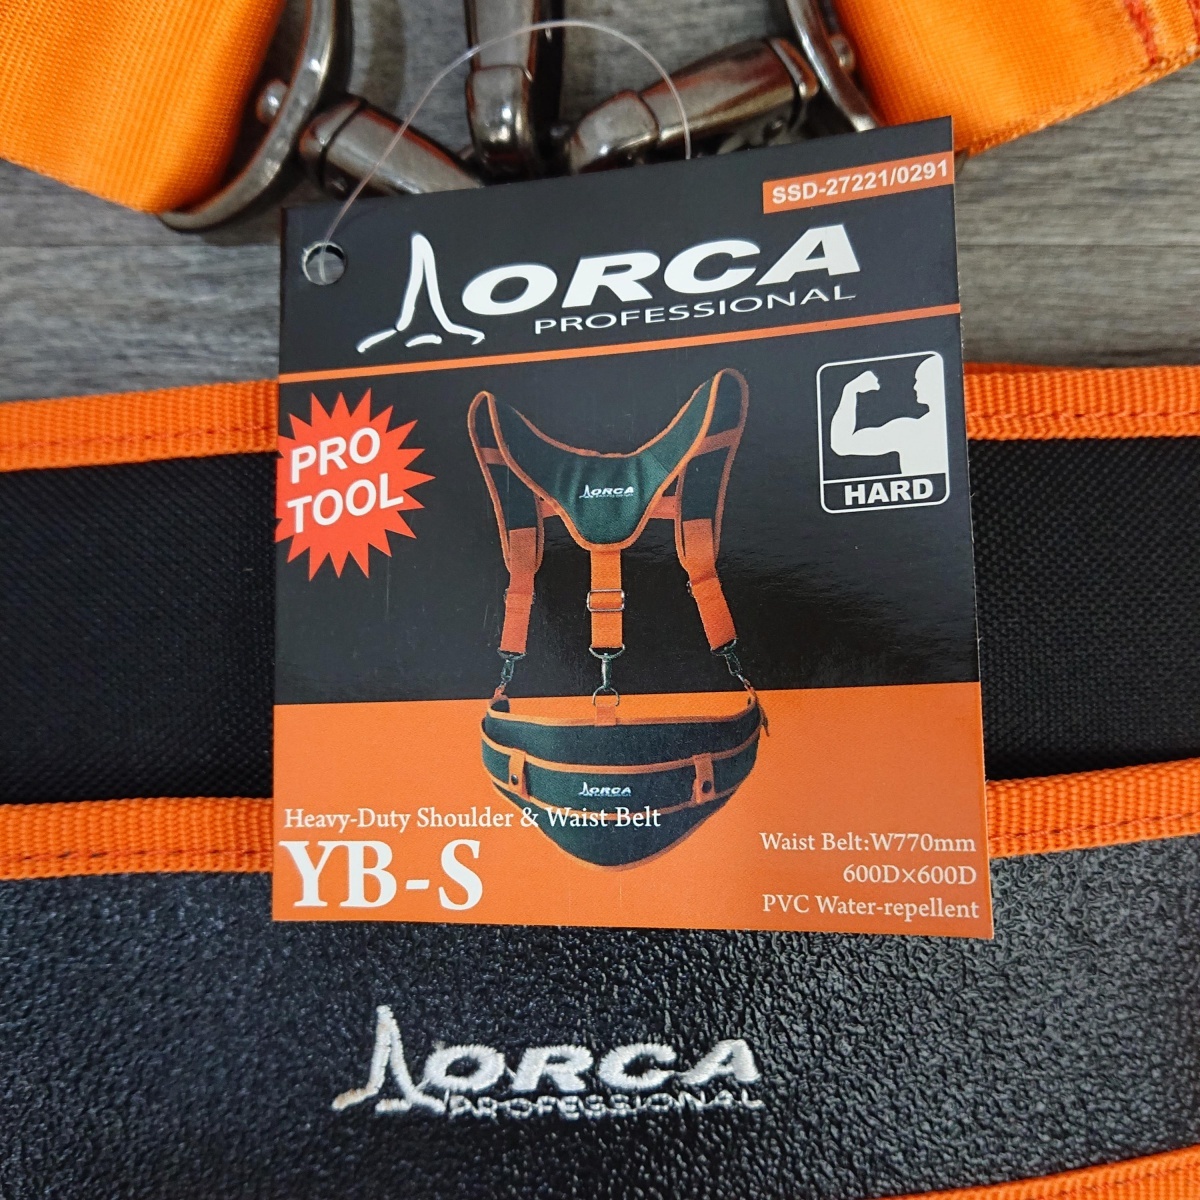 SSD-27221/0291
ORCA
PROFESSIONAL
PRO
TOOL
HARD
ORCA
ORCA
Heavy-Duty Shoulder & Waist Belt
YB-S
Waist Belt:W770mm
600D×600D
PVC Water-repellent
ORCA
PROFESSIONAL